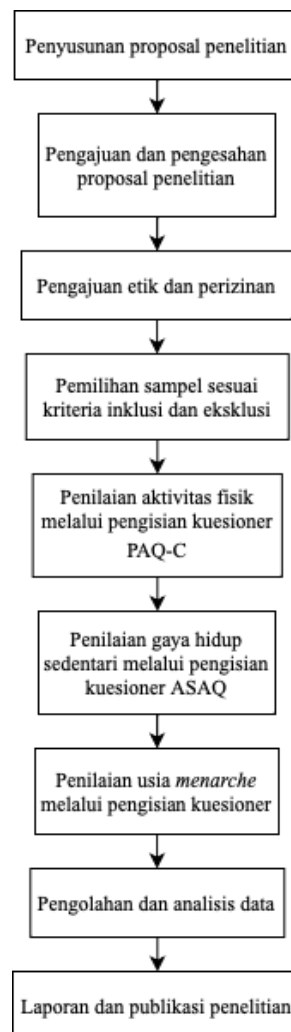 Penyusunan proposal penelitian
Pengajuan dan pengesahan
proposal penelitian
Pengajuan etik dan perizinan
Pemilihan sampel sesuai
kriteria inklusi dan eksklusi
Penilaian aktivitas fisik
melalui pengisian kuesioner
PAQ-C
Penilaian gaya hidup
sedentari melalui pengisian
kuesioner ASAQ
Penilaian usia menarche
melalui pengisian kuesioner
Pengolahan dan analisis data
Laporan dan publikasi penelitian